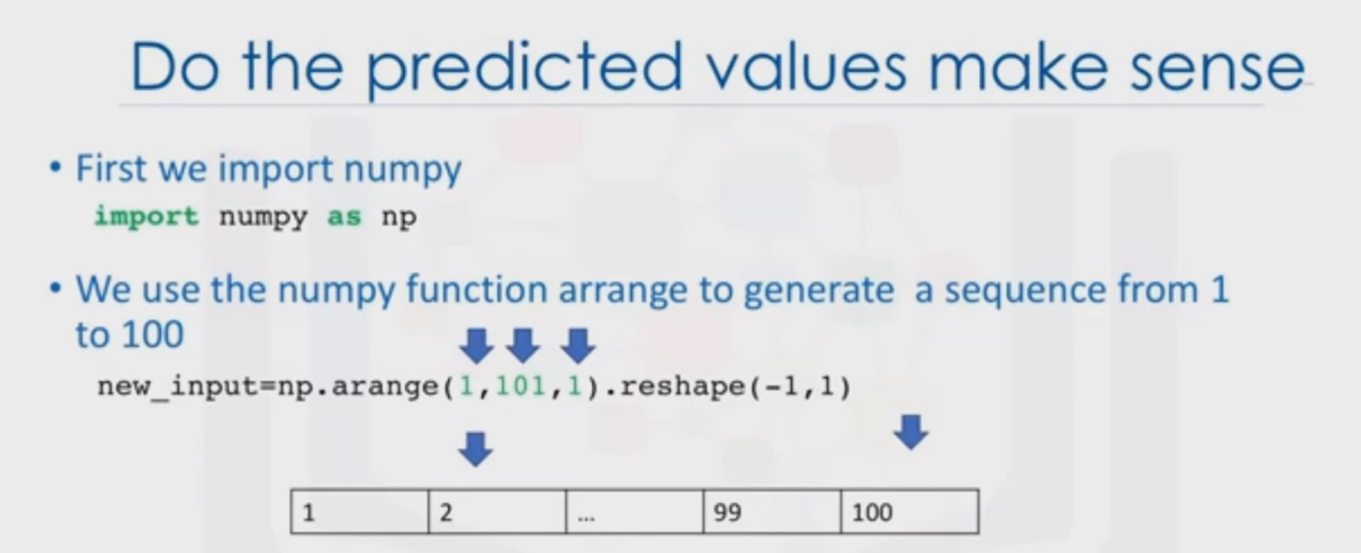 Do the predicted values make sense
• First we import numpy
import numpy as np
• We use the numpy function arrange to generate a sequence from 1
to 100
new_input=np.arange(1,101,1).reshape(-1,1)
1 2 ... 99 100